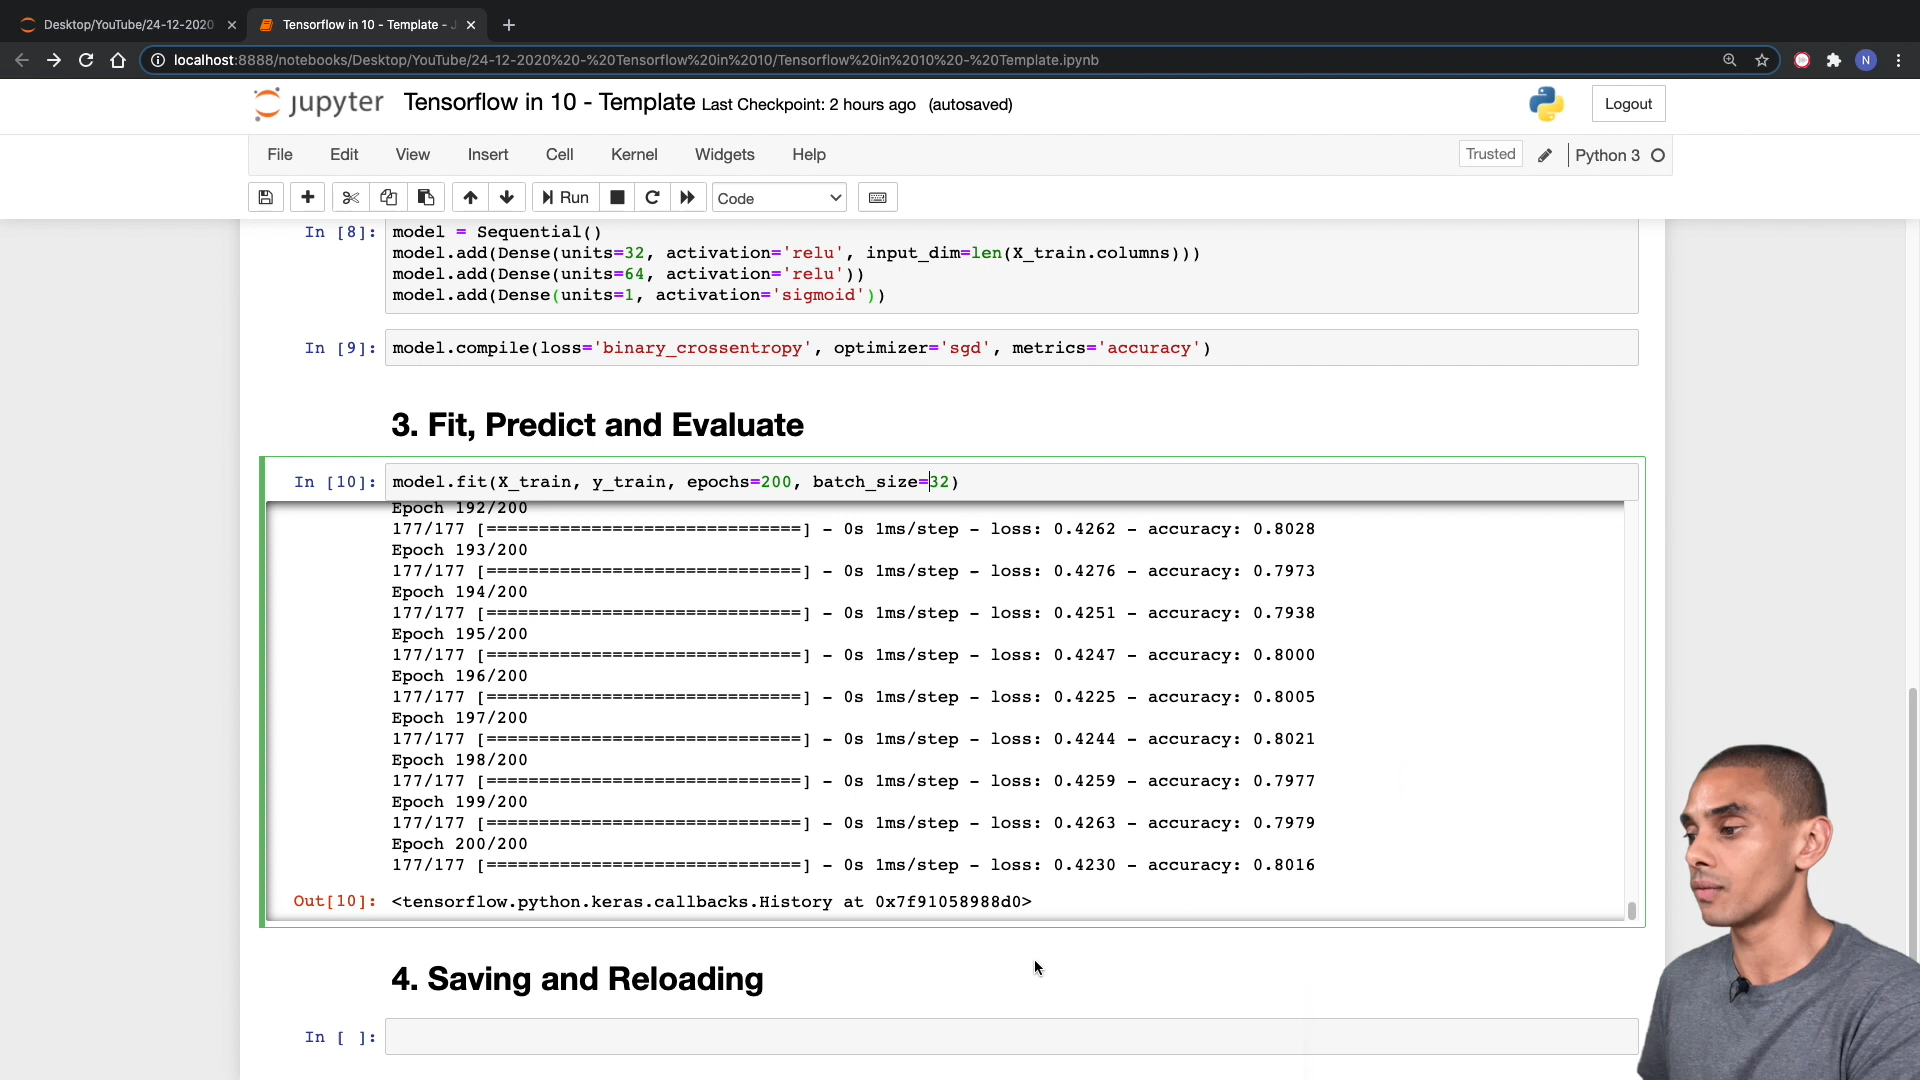 Desktop/YouTube/24-12-2020
Tensorflow in 10 - Template - J
localhost:8888/notebooks/Desktop/YouTube/24-12-2020%20-%20Tensorflow%20in%2010/Tensorflow%20in%2010%20-%20Template.ipynb
N
jupyter Tensorflow in 10 - Template Last Checkpoint: 2 hours ago (autosaved)
Logout
File Edit View Insert Cell Kernel Widgets Help
Trusted Python 3
Run Code
In [8]: model = Sequential()
model.add(Dense(units=32, activation='relu', input_dim=len(X_train.columns)))
model.add(Dense(units=64, activation='relu'))
model.add(Dense(units=1, activation='sigmoid'))
In [9]: model.compile(loss='binary_crossentropy', optimizer='sgd', metrics='accuracy')
3. Fit, Predict and Evaluate
In [10]: model.fit(X_train, y_train, epochs=200, batch_size=32)
Epoch 192/200
177/177 [==============================] - 0s 1ms/step - loss: 0.4262 - accuracy: 0.8028
Epoch 193/200
177/177 [==============================] - 0s 1ms/step - loss: 0.4276 - accuracy: 0.7973
Epoch 194/200
177/177 [==============================] - 0s 1ms/step - loss: 0.4251 - accuracy: 0.7938
Epoch 195/200
177/177 [==============================] - 0s 1ms/step - loss: 0.4247 - accuracy: 0.8000
Epoch 196/200
177/177 [==============================] - 0s 1ms/step - loss: 0.4225 - accuracy: 0.8005
Epoch 197/200
177/177 [==============================] - 0s 1ms/step - loss: 0.4244 - accuracy: 0.8021
Epoch 198/200
177/177 [==============================] - 0s 1ms/step - loss: 0.4259 - accuracy: 0.7977
Epoch 199/200
177/177 [==============================] - 0s 1ms/step - loss: 0.4263 - accuracy: 0.7979
Epoch 200/200
177/177 [==============================] - 0s 1ms/step - loss: 0.4230 - accuracy: 0.8016
Out[10]: <tensorflow.python.keras.callbacks.History at 0x7f91058988d0>
4. Saving and Reloading
In [ ]: